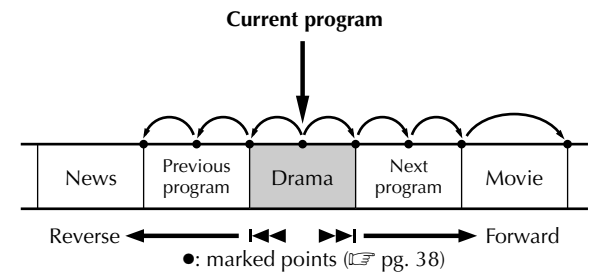 Current program
News
Previous
program
Drama
Next
program
Movie
Reverse
Forward
●: marked points (☞ pg. 38)